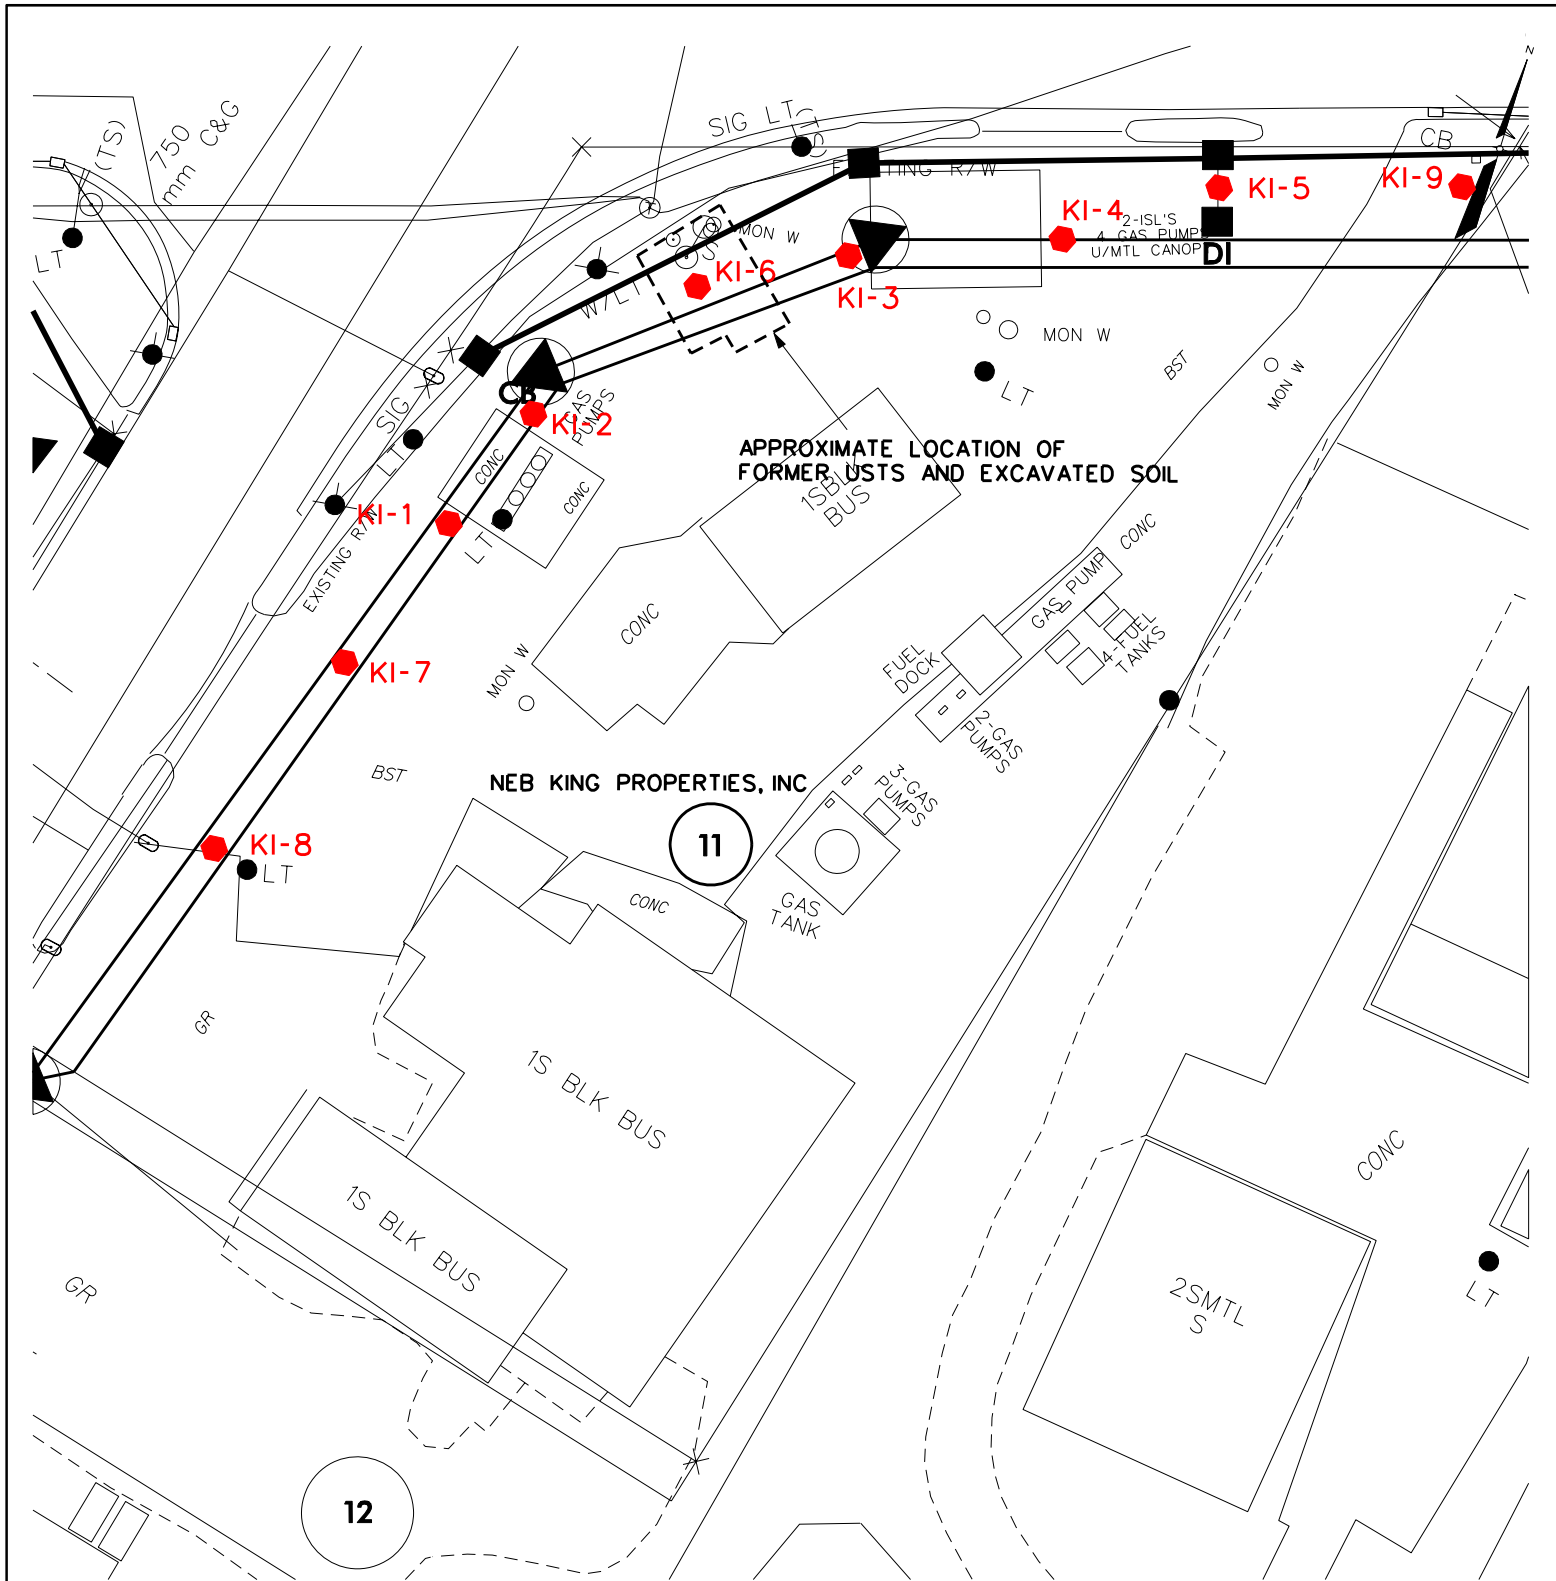 N
(TS)
750
mm C&G
SIG LT
CB
LT
R/W
KI-5
KI-9
KI-4
2-ISL'S
4 GAS PUMPS
U/MTL CANOPY
DI
MON W
KI-6
KI-3
W/LT
MON W
BST
MON W
LT
CB
GAS
PUMPS
KI-2
SIG
LT
CONC
CONC
APPROXIMATE LOCATION OF
FORMER USTS AND EXCAVATED SOIL
1SBLK
BUS
KI-1
LT
EXISTING R/W
CONC
CONC
GAS PUMP
4-FUEL
TANKS
FUEL
DOCK
KI-7
MON W
2-GAS
PUMPS
BST
NEB KING PROPERTIES, INC
3-GAS
PUMPS
11
KI-8
LT
CONC
GAS
TANK
GR
1S BLK BUS
CONC
1S BLK BUS
GR
2SMTL
S
LT
12